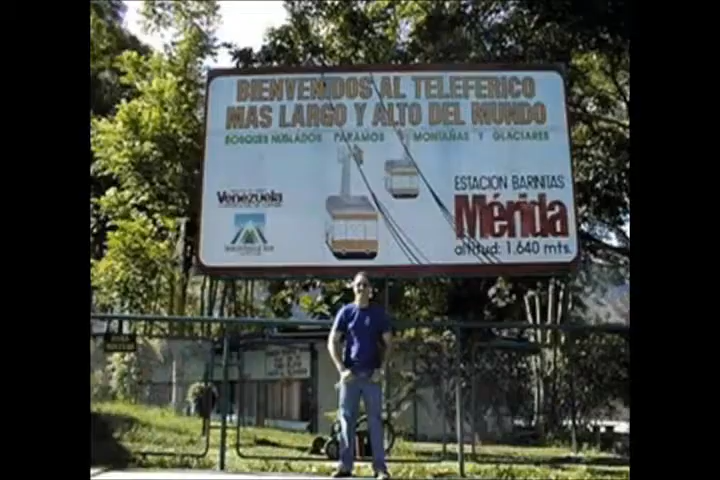 BIENVENIDOS AL TELEFERICO
MAS LARGO Y ALTO DEL MUNDO
BOSQUES NUBLADOS PARAMOS MONTAÑAS Y GLACIARES
ESTACION BARINITAS
Venezuela
Mérida
altitud: 1.640 mts.